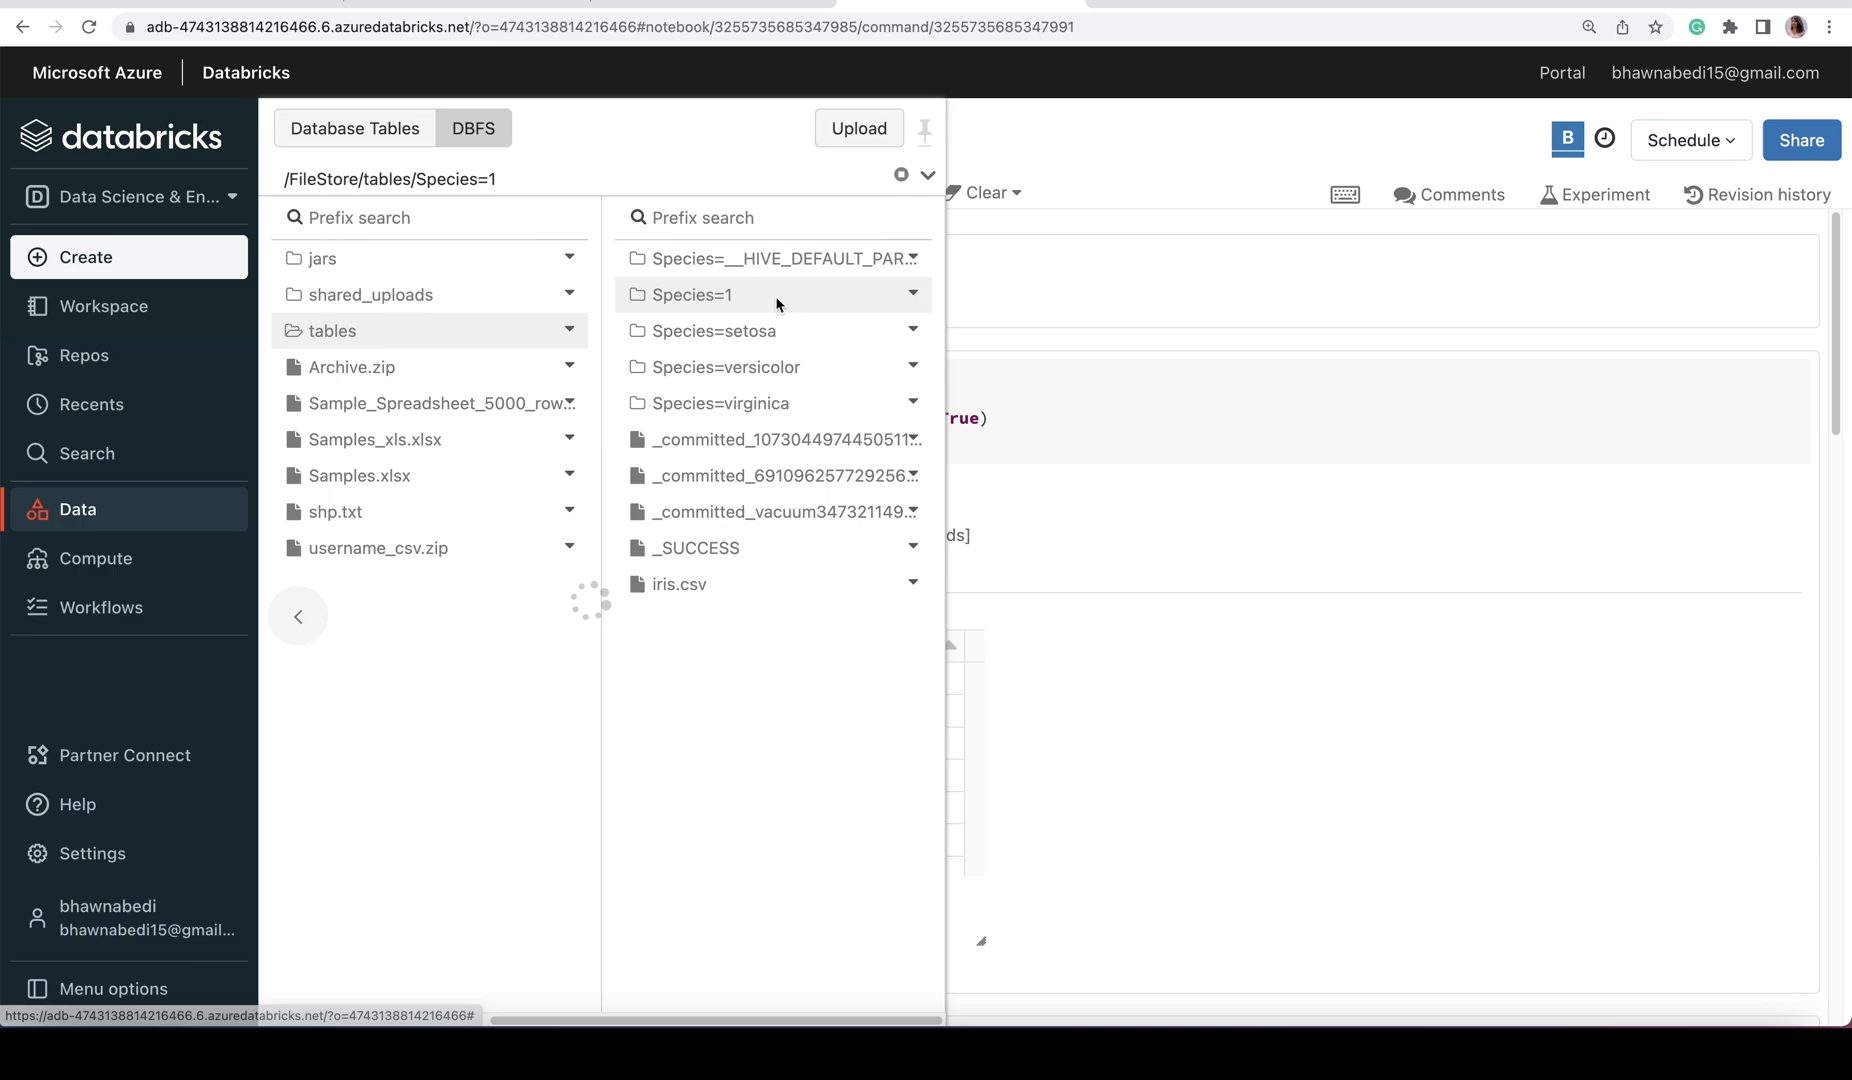 adb-4743138814216466.6.azuredatabricks.net/?o=4743138814216466#notebook/3255735685347985/command/3255735685347991
Microsoft Azure
Databricks
Portal
bhawnabedi15@gmail.com
databricks
Data Science & En...
Create
Workspace
Repos
Recents
Search
Data
Compute
Workflows
Partner Connect
Help
Settings
bhawnabedi
bhawnabedi15@gmail...
Menu options
https://adb-4743138814216466.6.azuredatabricks.net/?o=4743138814216466#
Database Tables
DBFS
Upload
/FileStore/tables/Species=1
Prefix search
jars
shared_uploads
tables
Archive.zip
Sample_Spreadsheet_5000_row...
Samples_xls.xlsx
Samples.xlsx
shp.txt
username_csv.zip
Prefix search
Species=__HIVE_DEFAULT_PAR...
Species=1
Species=setosa
Species=versicolor
Species=virginica
_committed_1073044974450511...
_committed_691096257729256...
_committed_vacuum347321149...
_SUCCESS
iris.csv
B
Schedule
Share
Clear
Comments
Experiment
Revision history
True)
ds]